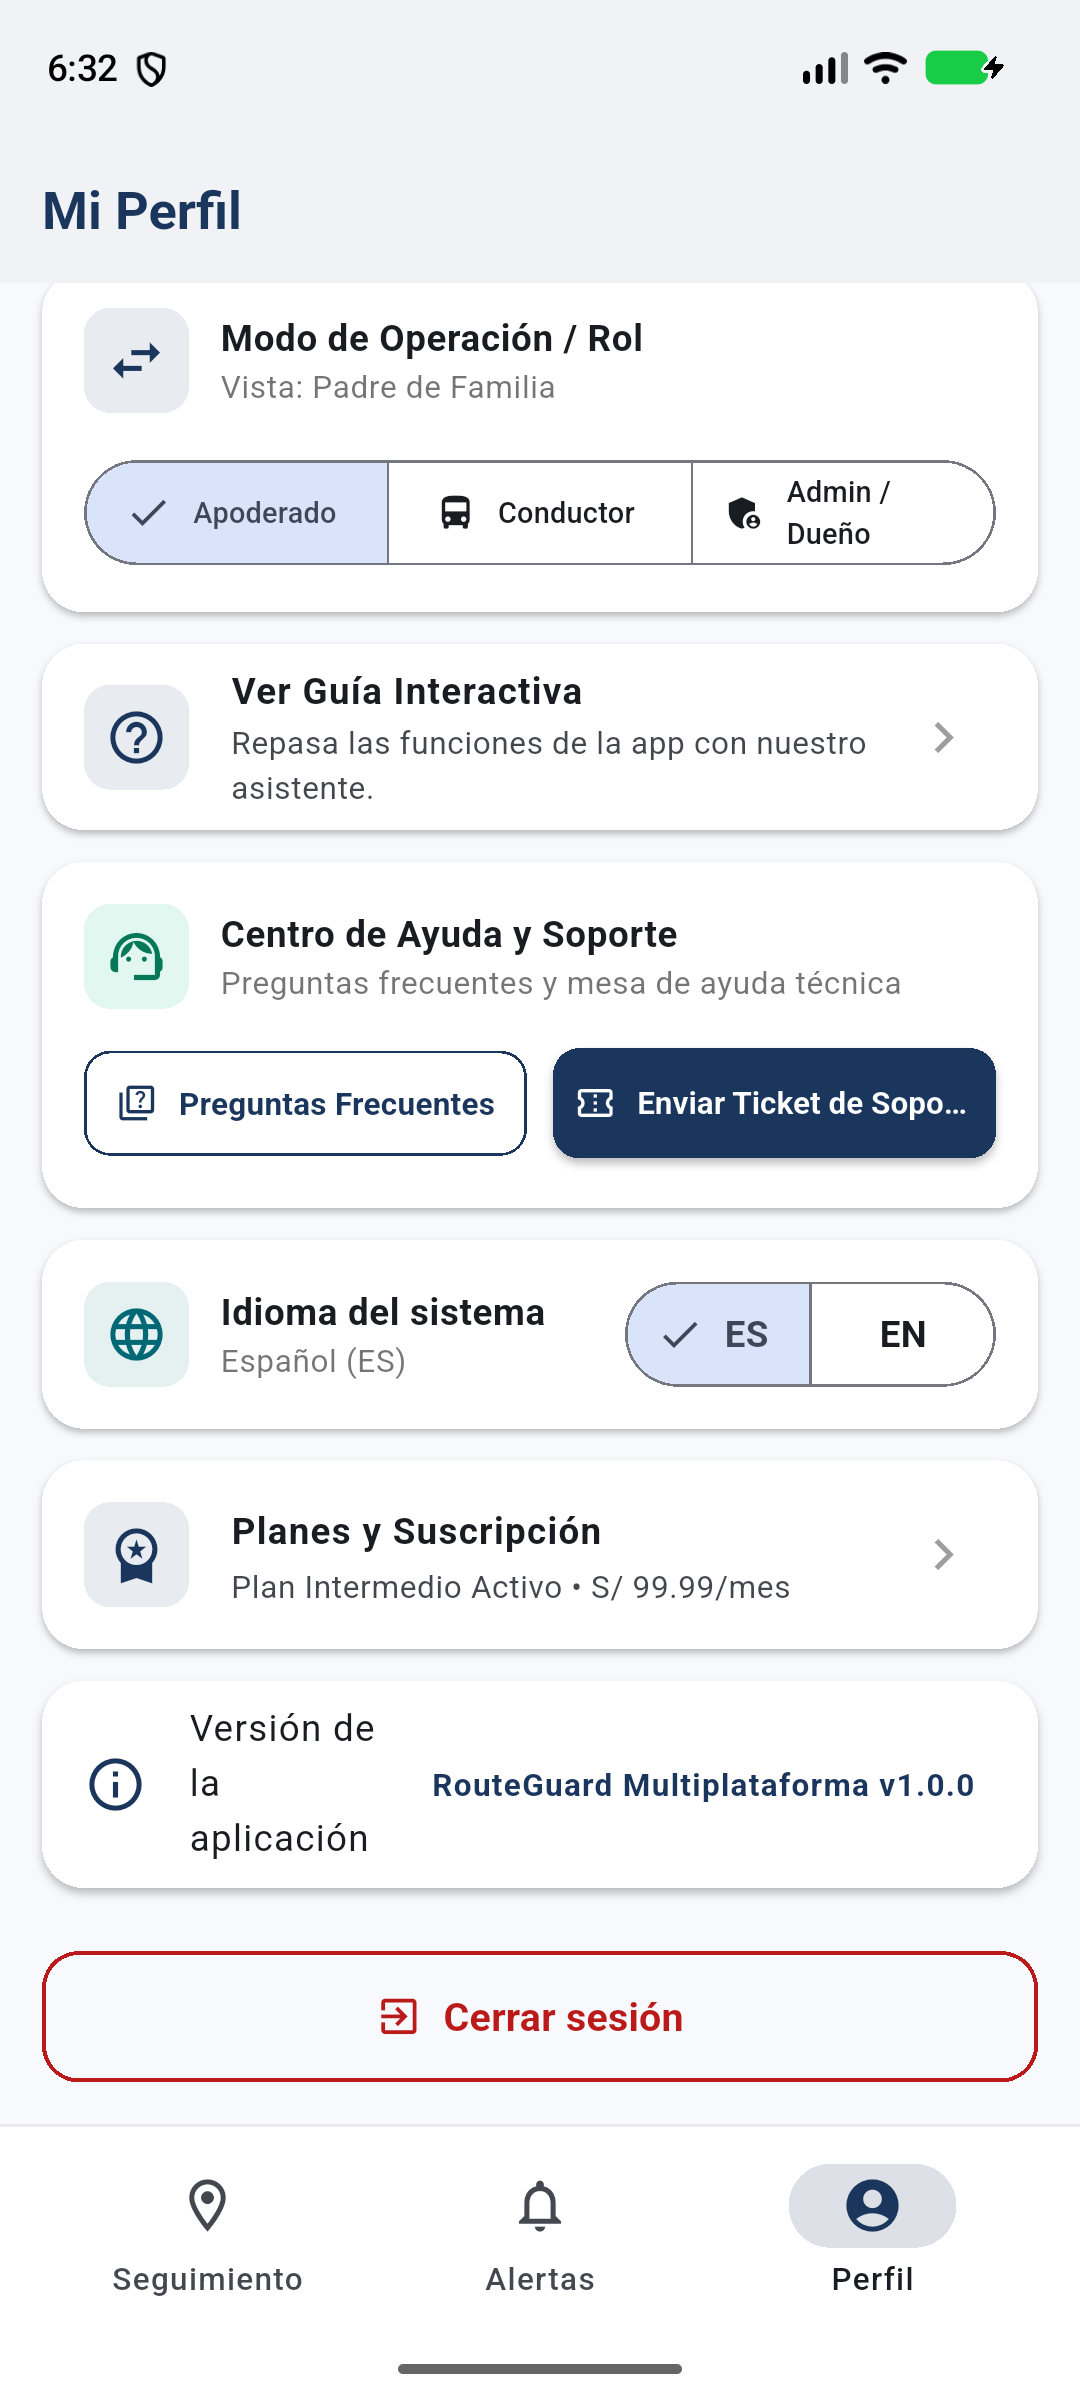 6:32
Mi Perfil
Modo de Operación / Rol
Vista: Padre de Familia
Apoderado
Conductor
Admin /
Dueño
Ver Guía Interactiva
Repasa las funciones de la app con nuestro
asistente.
Centro de Ayuda y Soporte
Preguntas frecuentes y mesa de ayuda técnica
Preguntas Frecuentes
Enviar Ticket de Sopo...
Idioma del sistema
Español (ES)
ES
EN
Planes y Suscripción
Plan Intermedio Activo • S/ 99.99/mes
Versión de
la
aplicación
RouteGuard Multiplataforma v1.0.0
Cerrar sesión
Seguimiento
Alertas
Perfil